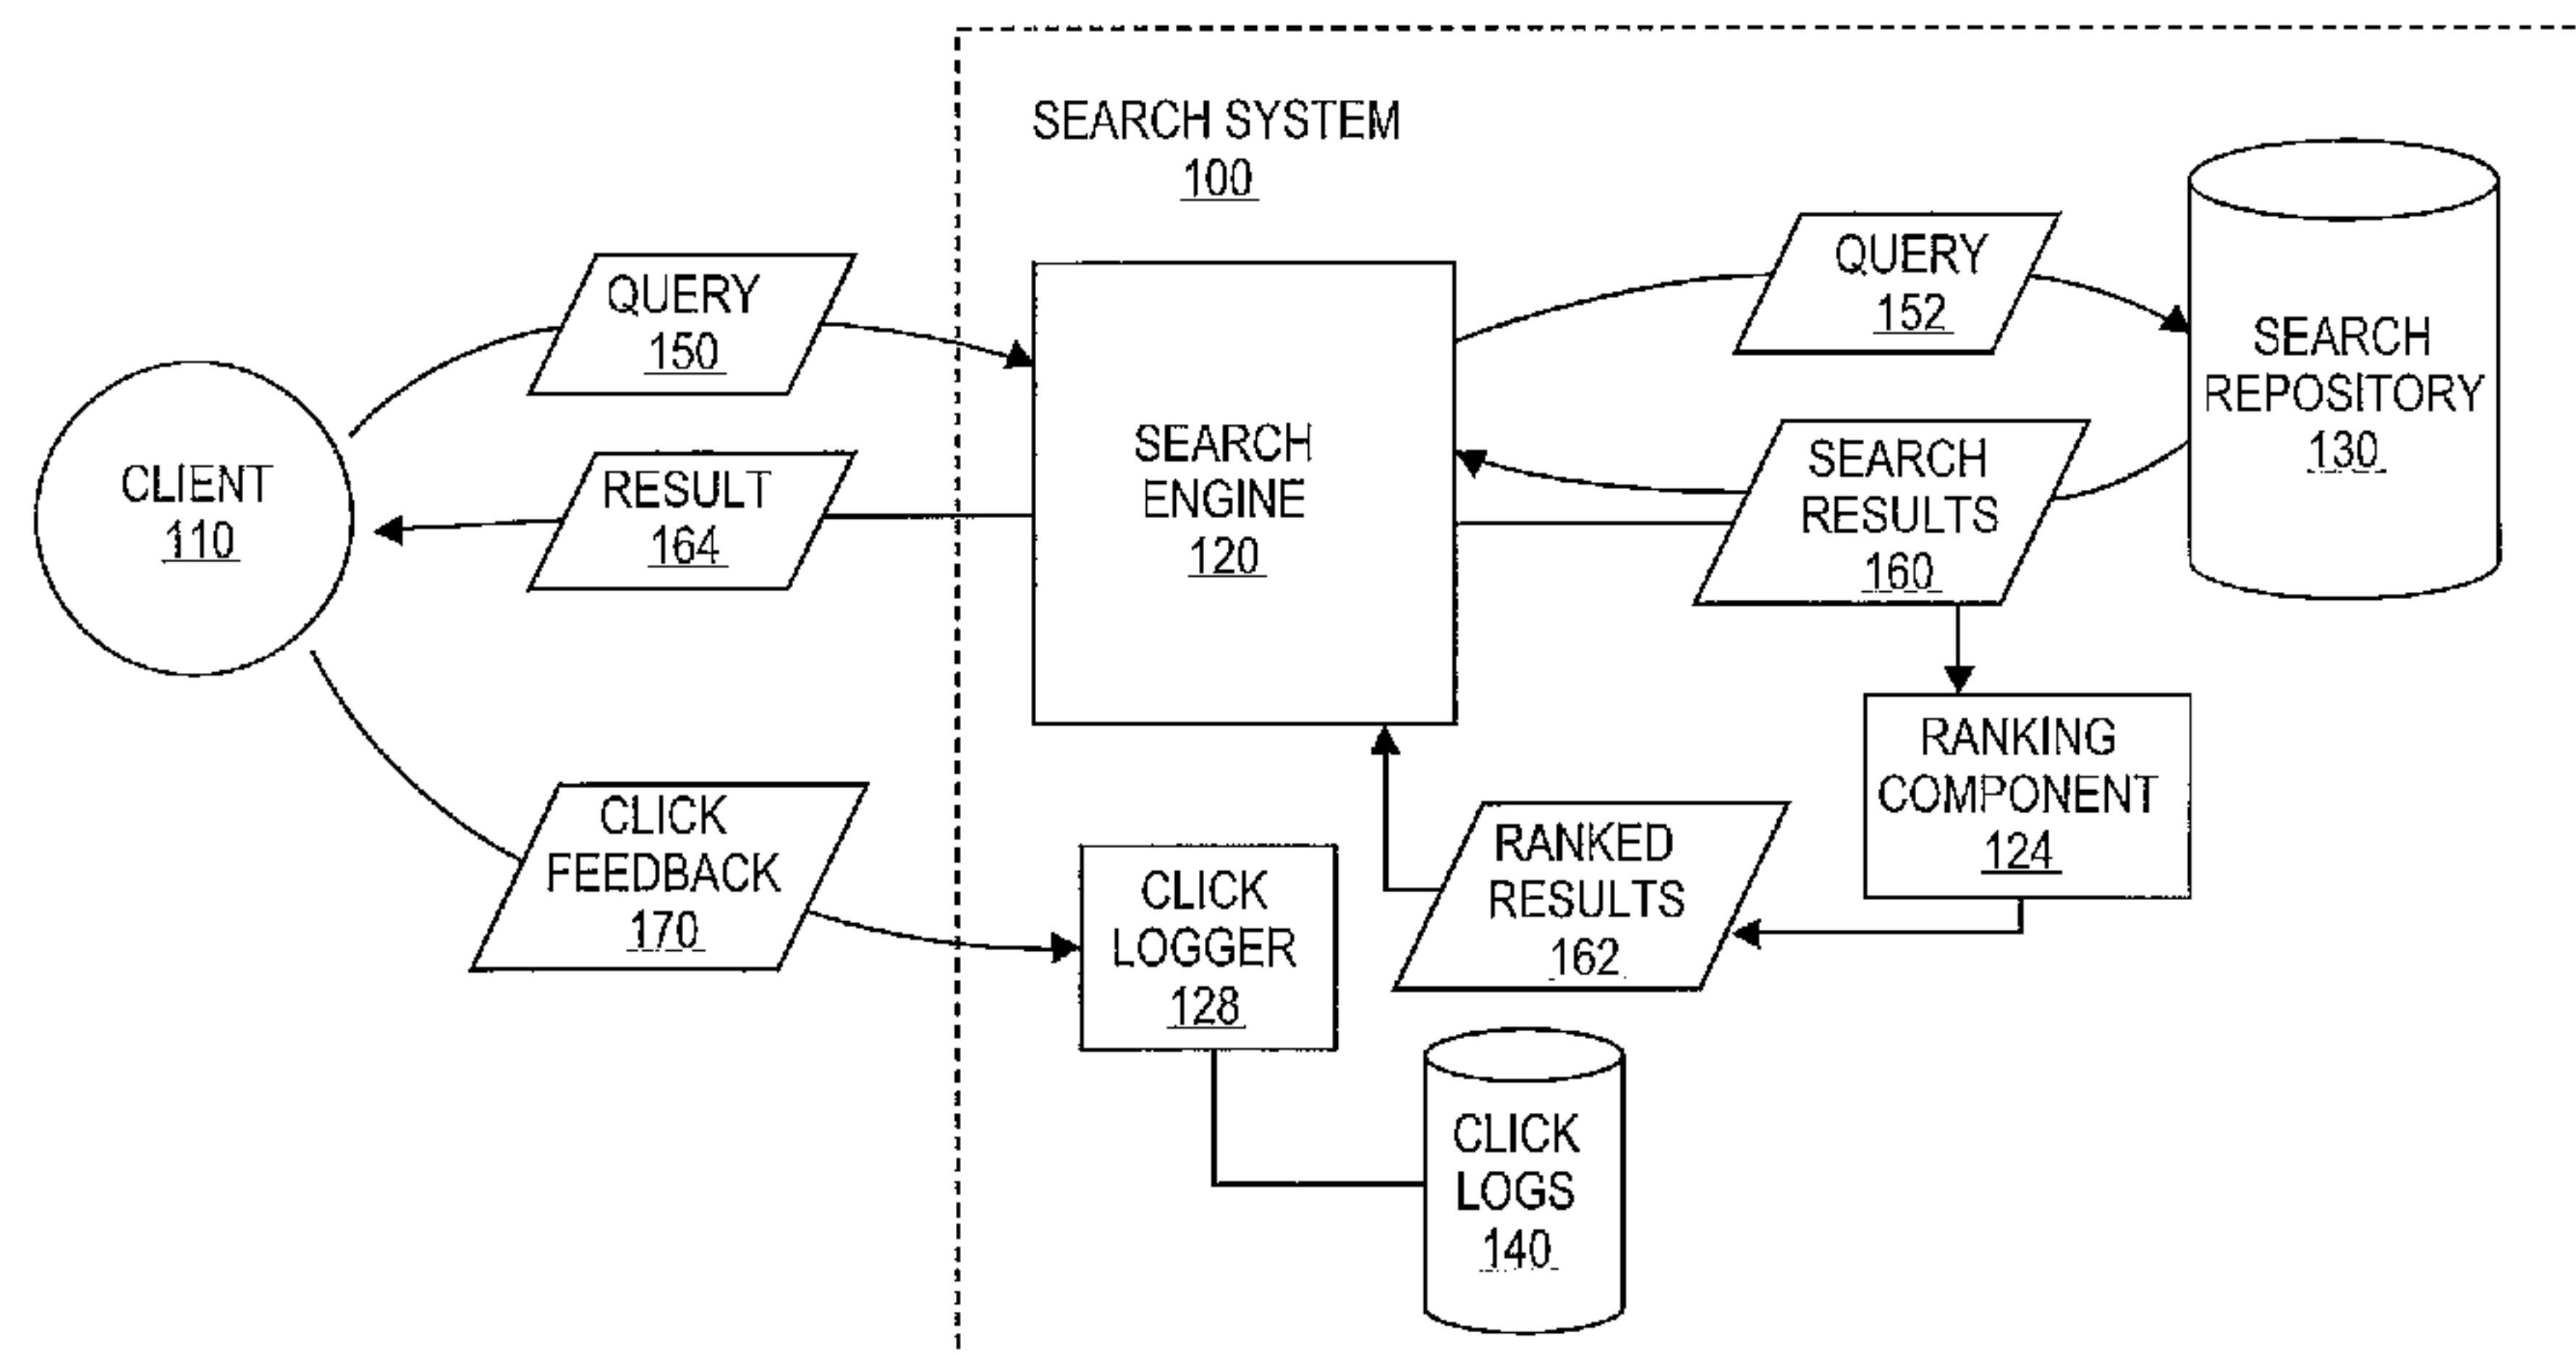 SEARCH SYSTEM
100
QUERY
150
QUERY
152
SEARCH
REPOSITORY
130
CLIENT
110
RESULT
164
SEARCH
ENGINE
120
SEARCH
RESULTS
160
RANKING
COMPONENT
124
CLICK
FEEDBACK
170
CLICK
LOGGER
128
RANKED
RESULTS
162
CLICK
LOGS
140